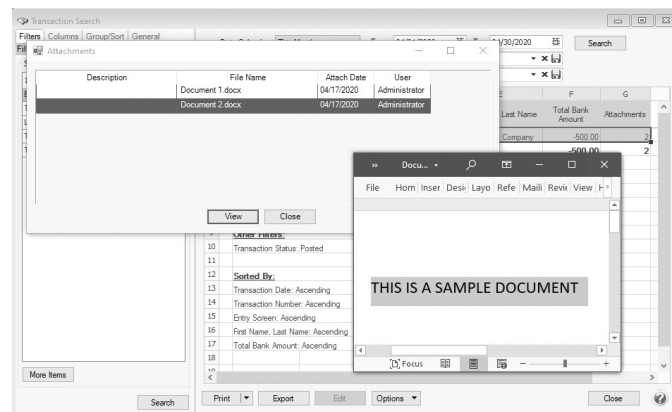 Transaction Search
Filters Columns Group/Sort General
04/30/2020 Search
Attachments
Description File Name Attach Date User
Document 1.docx 04/17/2020 Administrator
Document 2.docx 04/17/2020 Administrator
View Close
E F G
Last Name Total Bank Amount Attachments
Company -500.00 2
-500.00 2
Docu...
File Hom Inser Desi Layo Refe Maili Revie View H
THIS IS A SAMPLE DOCUMENT
Focus
9 Other Filters:
10 Transaction Status: Posted
11
12 Sorted By:
13 Transaction Date: Ascending
14 Transaction Number: Ascending
15 Entry Screen: Ascending
16 First Name, Last Name: Ascending
17 Total Bank Amount: Ascending
18
More Items
Search
Print Export Edit Options Close